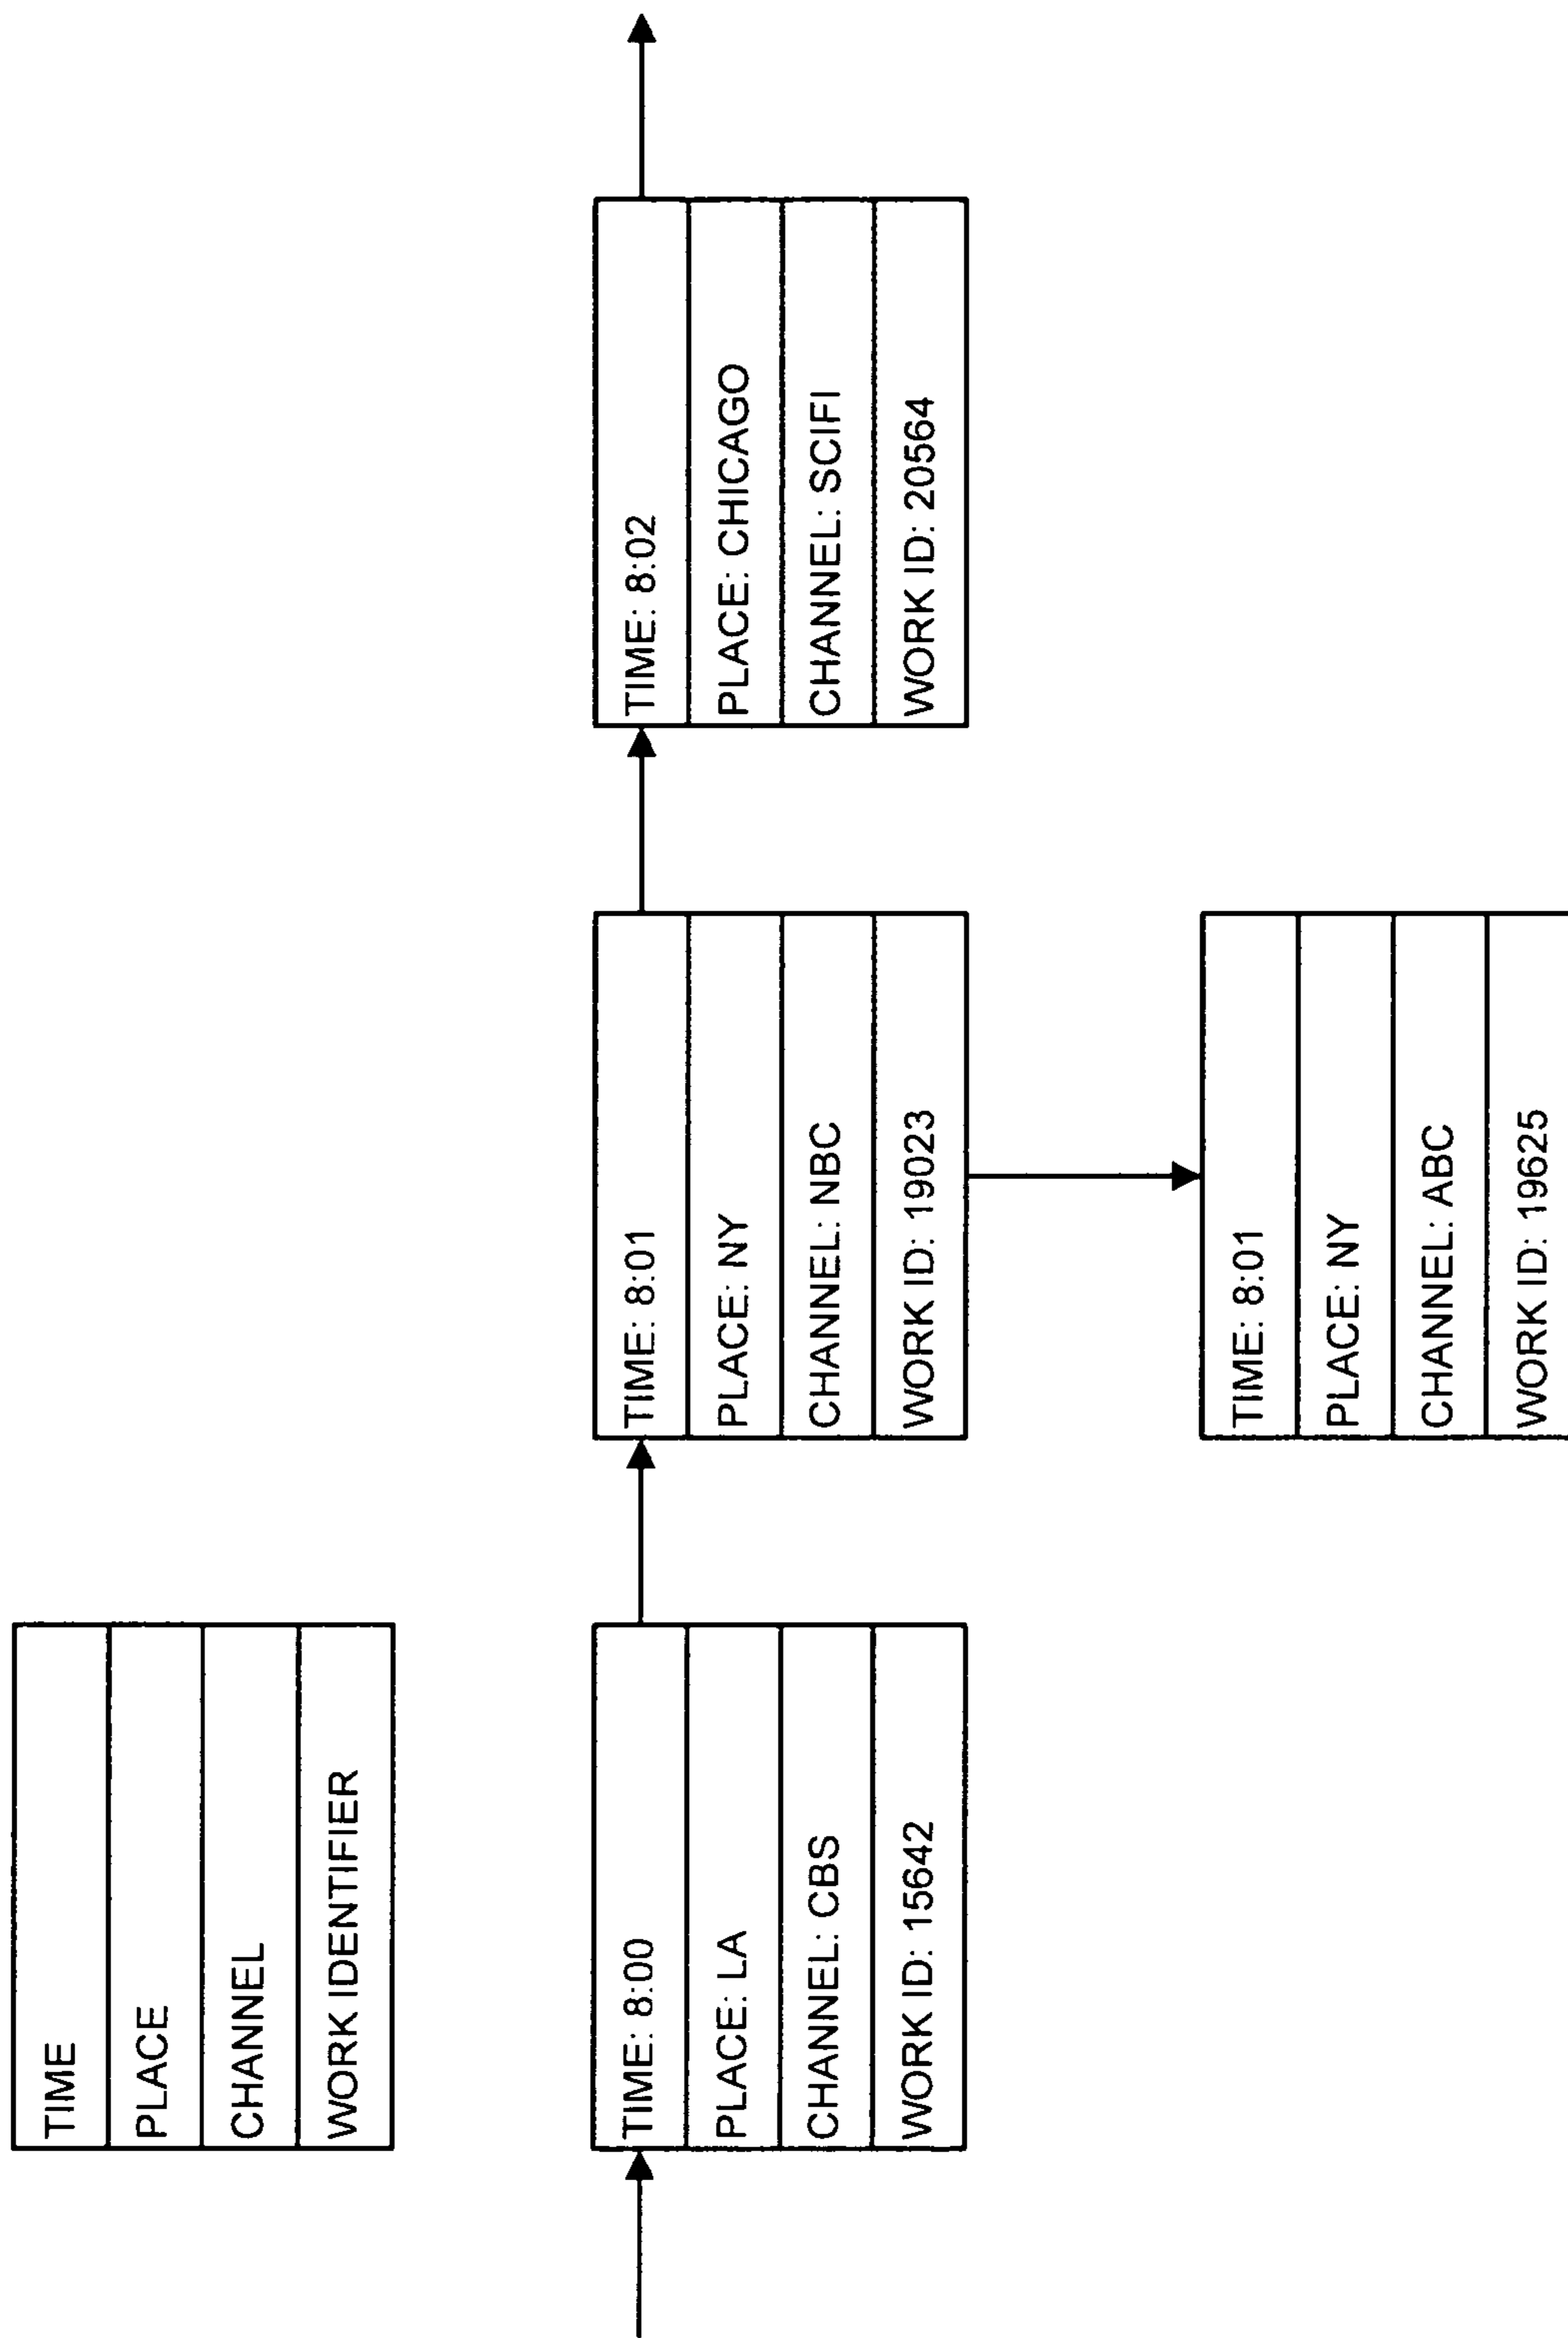 TIME
PLACE
CHANNEL
WORK IDENTIFIER
TIME: 8:00
PLACE: LA
CHANNEL: CBS
WORK ID: 15642
TIME: 8:01
PLACE: NY
CHANNEL: NBC
WORK ID: 19023
TIME: 8:02
PLACE: CHICAGO
CHANNEL: SCIFI
WORK ID: 20564
TIME: 8:01
PLACE: NY
CHANNEL: ABC
WORK ID: 19625